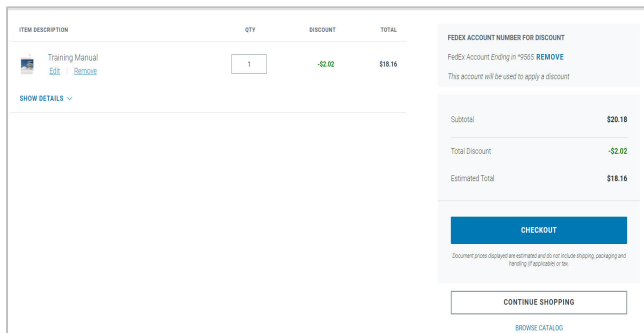 ITEM DESCRIPTION QTY DISCOUNT TOTAL
Training Manual
Edit | Remove
1 -$2.02 $18.16
SHOW DETAILS
FEDEX ACCOUNT NUMBER FOR DISCOUNT
FedEx Account Ending in *9565 REMOVE
This account will be used to apply a discount
Subtotal $20.18
Total Discount -$2.02
Estimated Total $18.16
CHECKOUT
Document prices displayed are estimated and do not include shipping, packaging and
handling (if applicable) or tax.
CONTINUE SHOPPING
BROWSE CATALOG